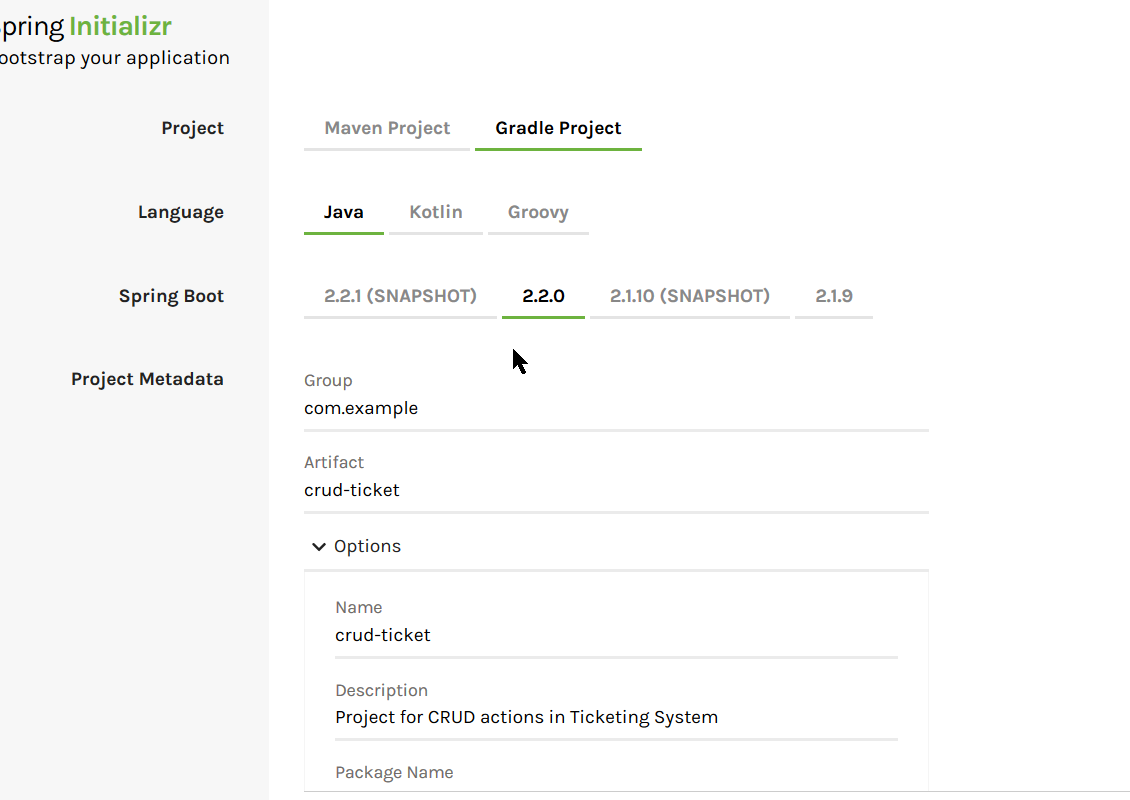 Spring Initializr
ootstrap your application
Project
Maven Project Gradle Project
Language
Java Kotlin Groovy
Spring Boot
2.2.1 (SNAPSHOT) 2.2.0 2.1.10 (SNAPSHOT) 2.1.9
Project Metadata
Group
com.example
Artifact
crud-ticket
Options
Name
crud-ticket
Description
Project for CRUD actions in Ticketing System
Package Name